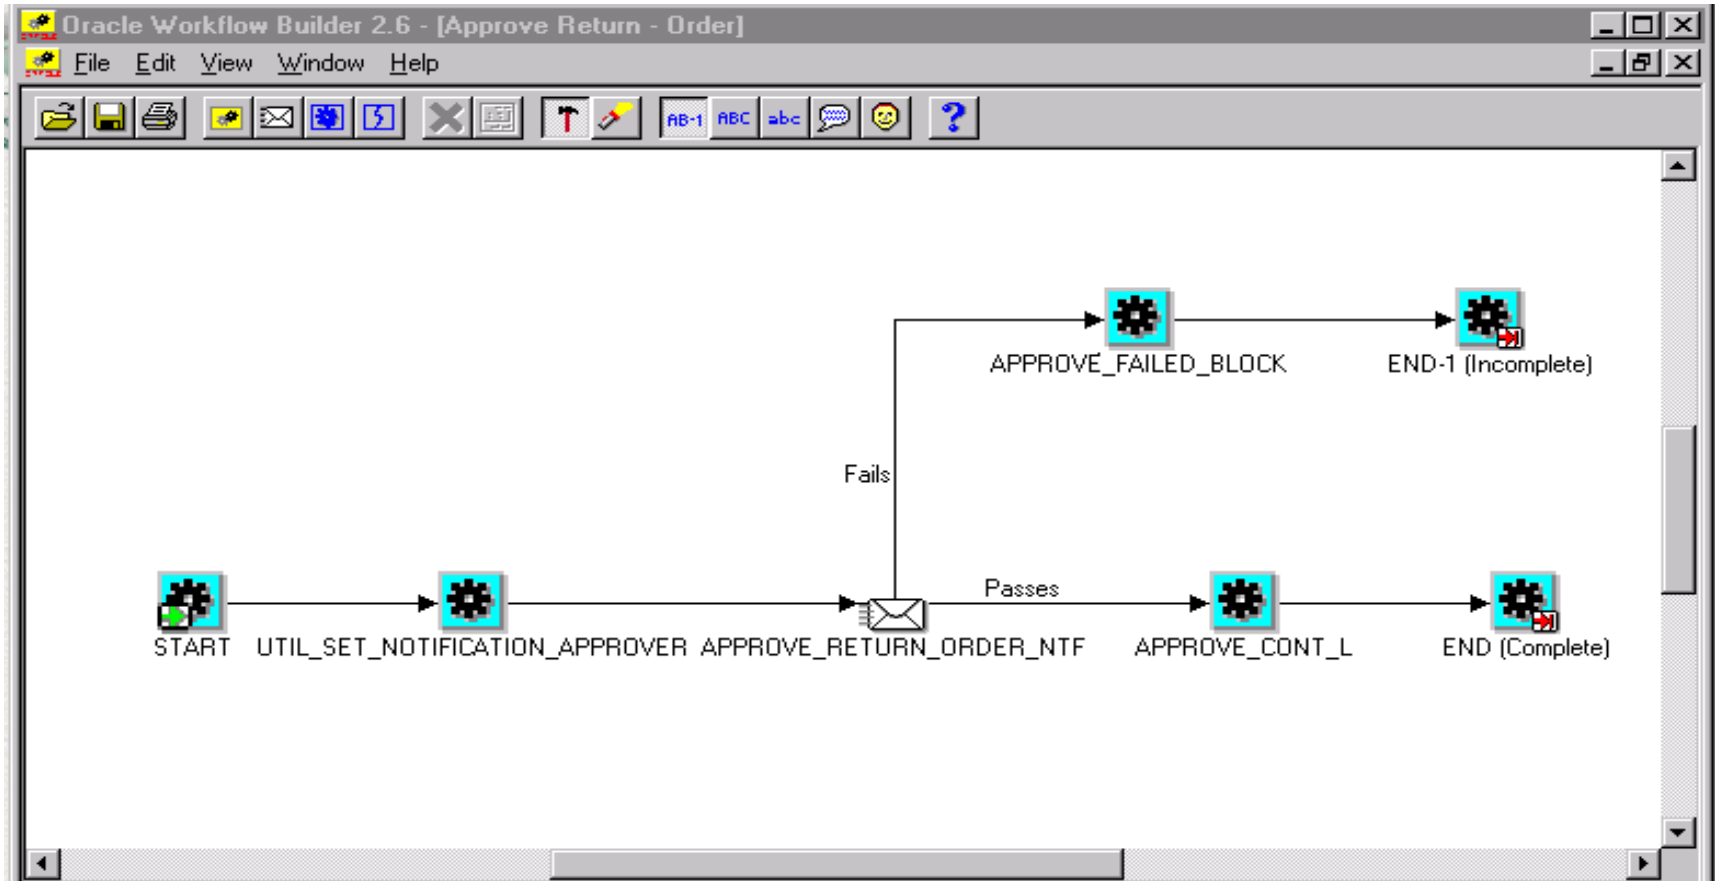 Oracle Workflow Builder 2.6 - [Approve Return - Order]
File Edit View Window Help
AB-1 ABC abc ?
APPROVE_FAILED_BLOCK END-1 (Incomplete)
Fails
Passes
START UTIL_SET_NOTIFICATION_APPROVER APPROVE_RETURN_ORDER_NTF APPROVE_CONT_L END (Complete)